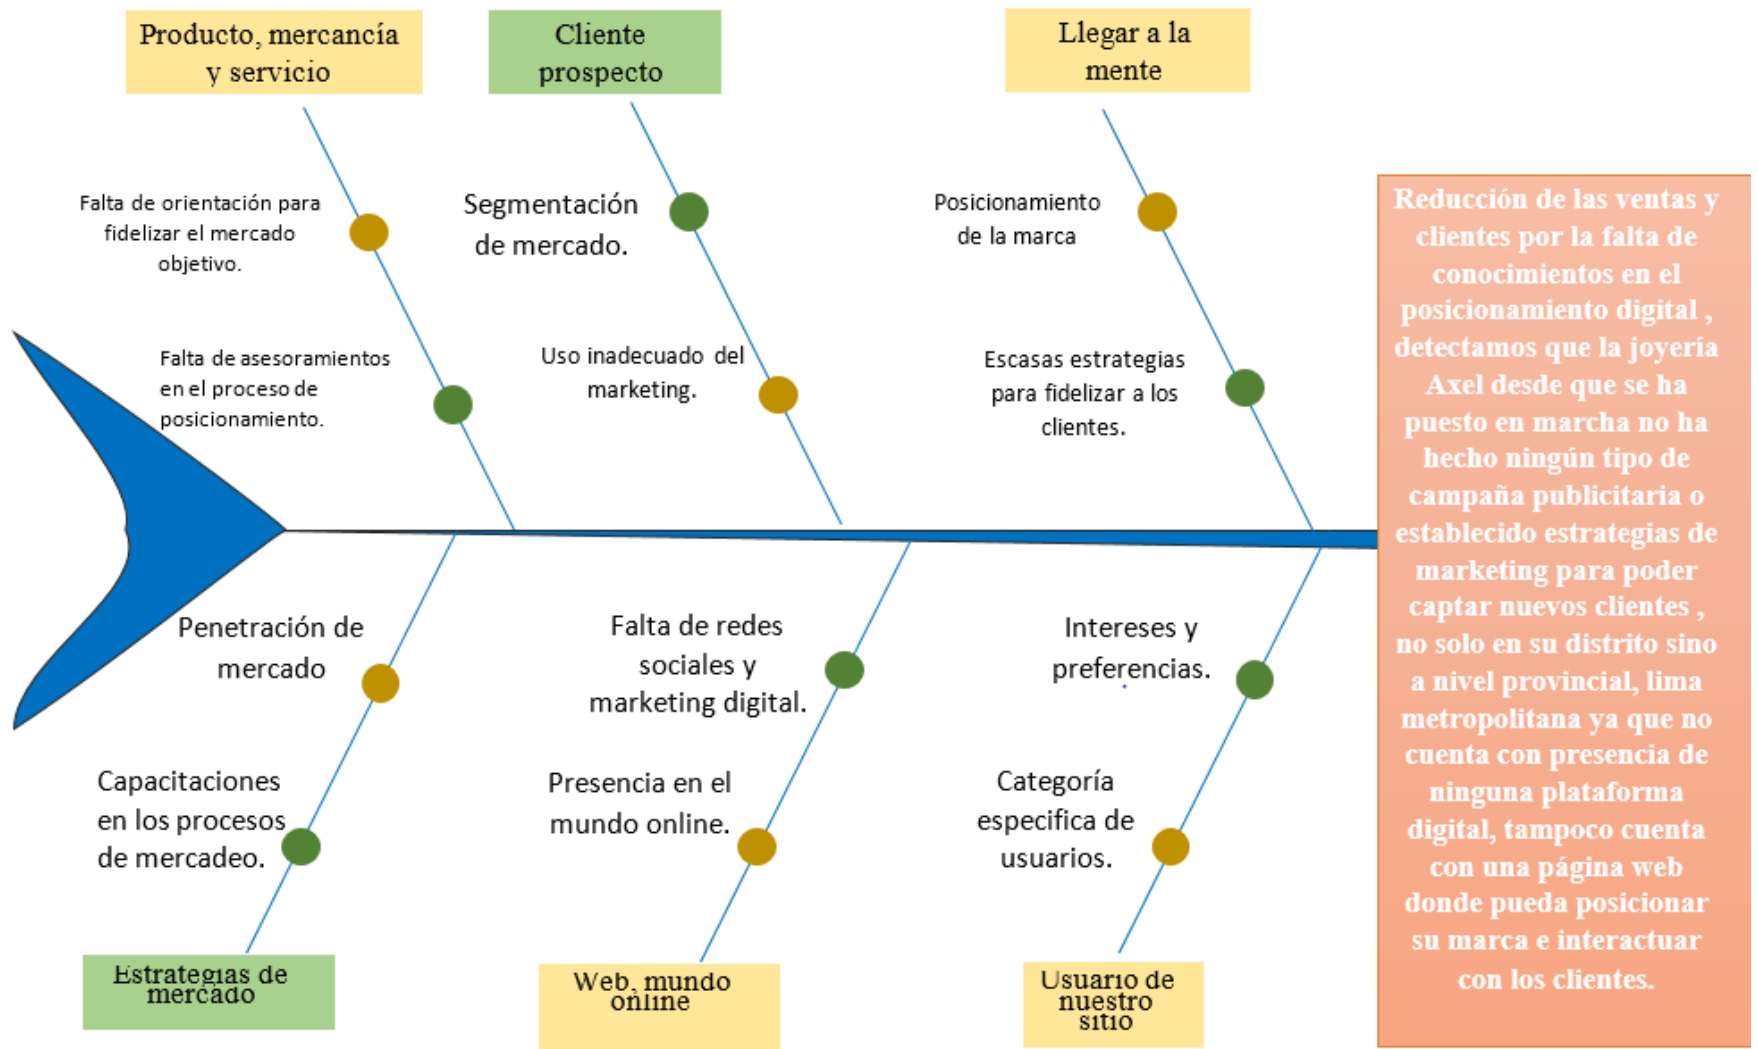 Producto, mercancía
y servicio
Cliente
prospecto
Llegar a la
mente
Falta de orientación para
fidelizar el mercado
objetivo.
Segmentación
de mercado.
Posicionamiento
de la marca
Falta de asesoramientos
en el proceso de
posicionamiento.
Uso inadecuado del
marketing.
Escasas estrategias
para fidelizar a los
clientes.
Penetración de
mercado
Falta de redes
sociales y
marketing digital.
Intereses y
preferencias.
Capacitaciones
en los procesos
de mercadeo.
Presencia en el
mundo online.
Categoría
especifica de
usuarios.
Estrategias de
mercado
Web, mundo
online
Usuario de
nuestro
sitio
Reducción de las ventas y
clientes por la falta de
conocimientos en el
posicionamiento digital ,
detectamos que la joyería
Axel desde que se ha
puesto en marcha no ha
hecho ningún tipo de
campaña publicitaria o
establecido estrategias de
marketing para poder
captar nuevos clientes ,
no solo en su distrito sino
a nivel provincial, lima
metropolitana ya que no
cuenta con presencia de
ninguna plataforma
digital, tampoco cuenta
con una página web
donde pueda posicionar
su marca e interactuar
con los clientes.